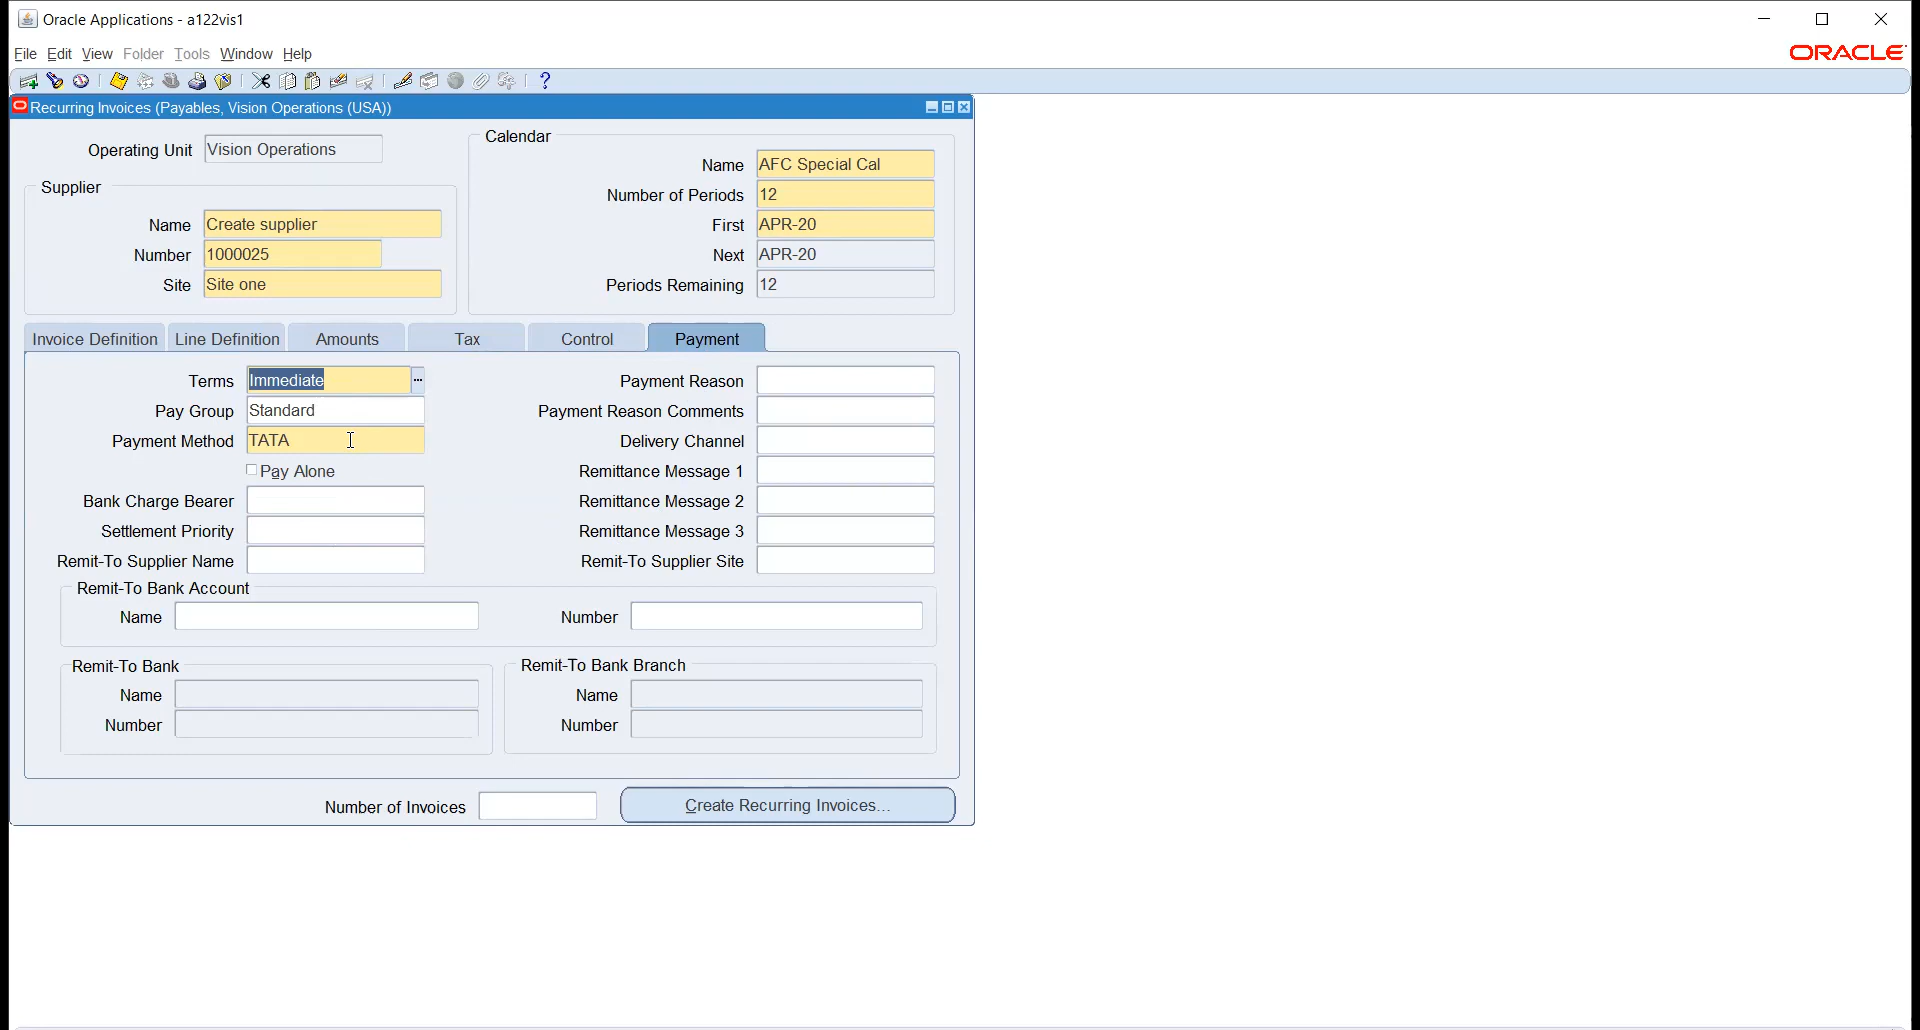 Oracle Applications - a122vis1
File Edit View Folder Tools Window Help
ORACLE
Recurring Invoices (Payables, Vision Operations (USA))
Operating Unit Vision Operations
Supplier
Name Create supplier
Number 1000025
Site Site one
Calendar
Name AFC Special Cal
Number of Periods 12
First APR-20
Next APR-20
Periods Remaining 12
Invoice Definition Line Definition Amounts Tax Control Payment
Terms Immediate ...
Pay Group Standard
Payment Method TATA
Pay Alone
Bank Charge Bearer
Settlement Priority
Remit-To Supplier Name
Payment Reason
Payment Reason Comments
Delivery Channel
Remittance Message 1
Remittance Message 2
Remittance Message 3
Remit-To Supplier Site
Remit-To Bank Account
Name Number
Remit-To Bank
Name
Number
Remit-To Bank Branch
Name
Number
Number of Invoices Create Recurring Invoices...